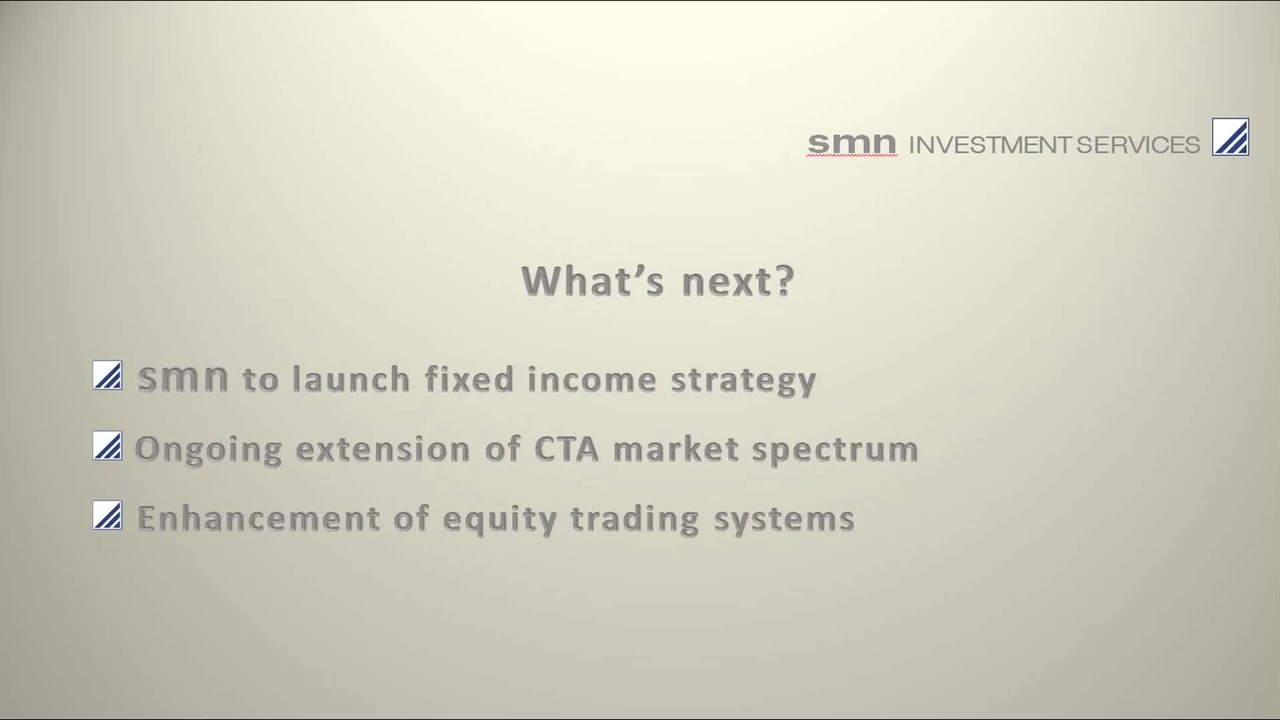 smn INVESTMENT SERVICES
What's next?
smn to launch fixed income strategy
Ongoing extension of CTA market spectrum
Enhancement of equity trading systems